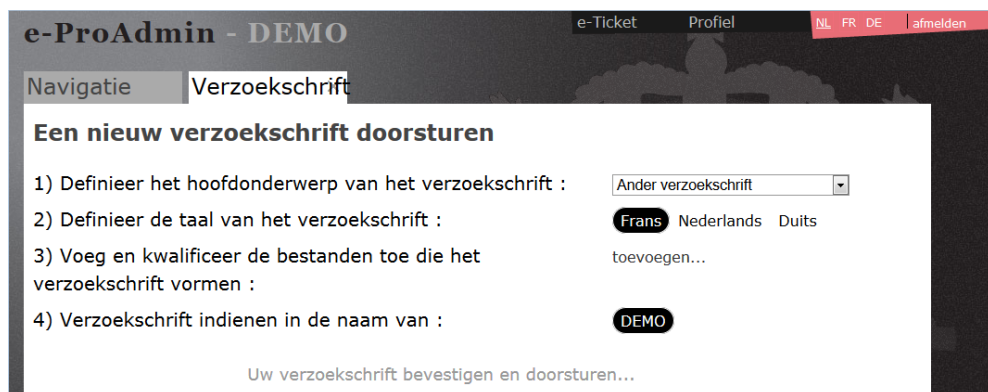 e-ProAdmin - DEMO
e-Ticket Profiel NL FR DE afmelden
Navigatie Verzoekschrift
Een nieuw verzoekschrift doorsturen
1) Definieer het hoofdonderwerp van het verzoekschrift : Ander verzoekschrift
2) Definieer de taal van het verzoekschrift : Frans Nederlands Duits
3) Voeg en kwalificeer de bestanden toe die het toevoegen...
verzoekschrift vormen :
4) Verzoekschrift indienen in de naam van : DEMO
Uw verzoekschrift bevestigen en doorsturen...